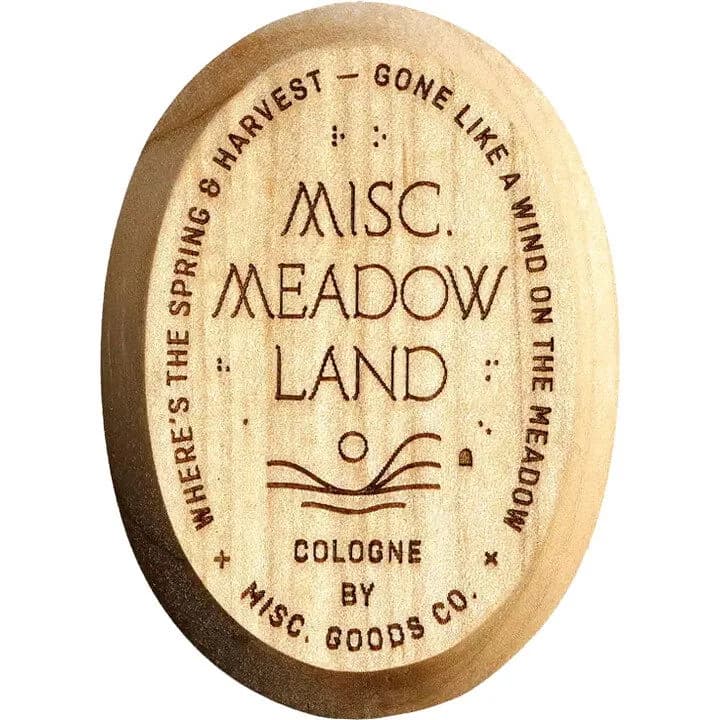 WHERE'S THE SPRING & HARVEST — GONE LIKE A WIND ON THE MEADOW
MISC.
MEADOW
LAND
COLOGNE
BY
MISC. GOODS CO.